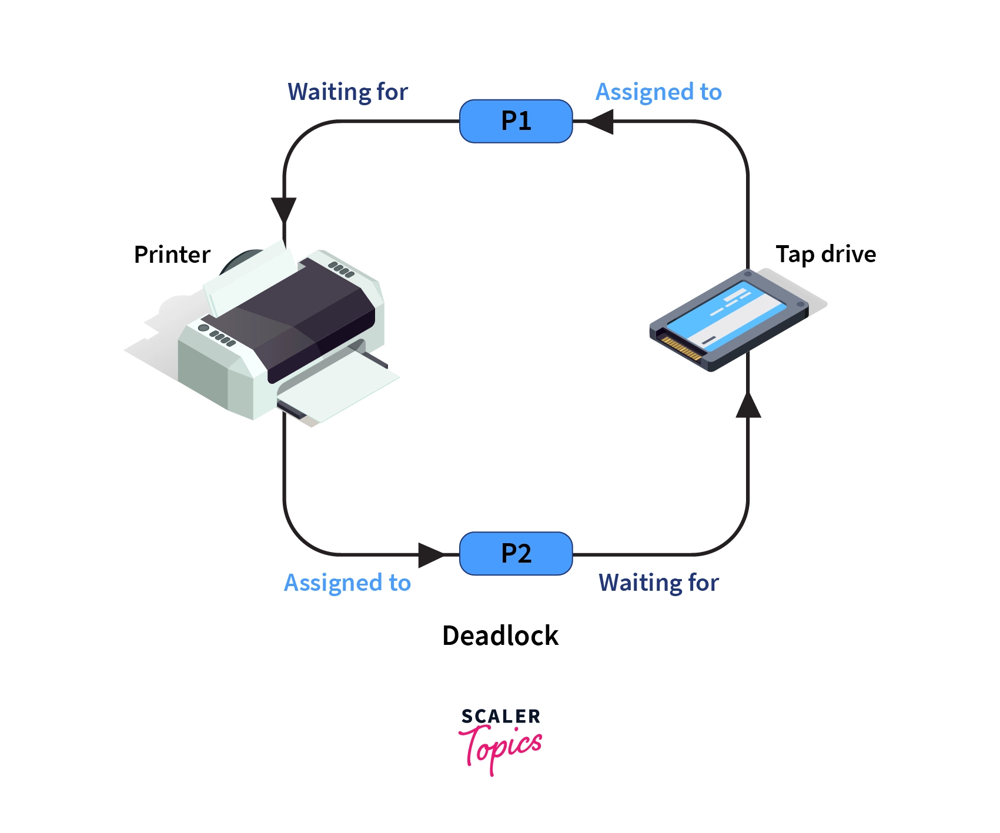 Waiting for
Assigned to
P1
Printer
Tap drive
P2
Assigned to
Waiting for
Deadlock
SCALER
Topics